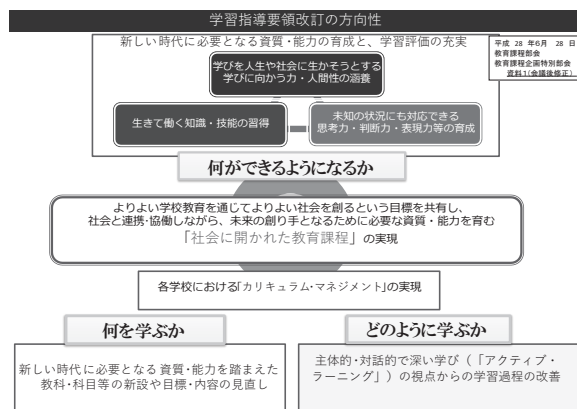 学習指導要領改訂の方向性
新しい時代に必要となる資質・能力の育成と、学習評価の充実
平成 28 年6月 28 日
教育課程部会
教育課程企画特別部会
資料1(会議後修正)
学びを人生や社会に生かそうとする
学びに向かう力・人間性の涵養
生きて働く知識・技能の習得
未知の状況にも対応できる
思考力・判断力・表現力等の育成
何ができるようになるか
よりよい学校教育を通じてよりよい社会を創るという目標を共有し、
社会と連携・協働しながら、未来の創り手となるために必要な資質・能力を育む
「社会に開かれた教育課程」の実現
各学校における「カリキュラム・マネジメント」の実現
何を学ぶか
どのように学ぶか
新しい時代に必要となる資質・能力を踏まえた
教科・科目等の新設や目標・内容の見直し
主体的・対話的で深い学び(「アクティブ・
ラーニング」)の視点からの学習過程の改善